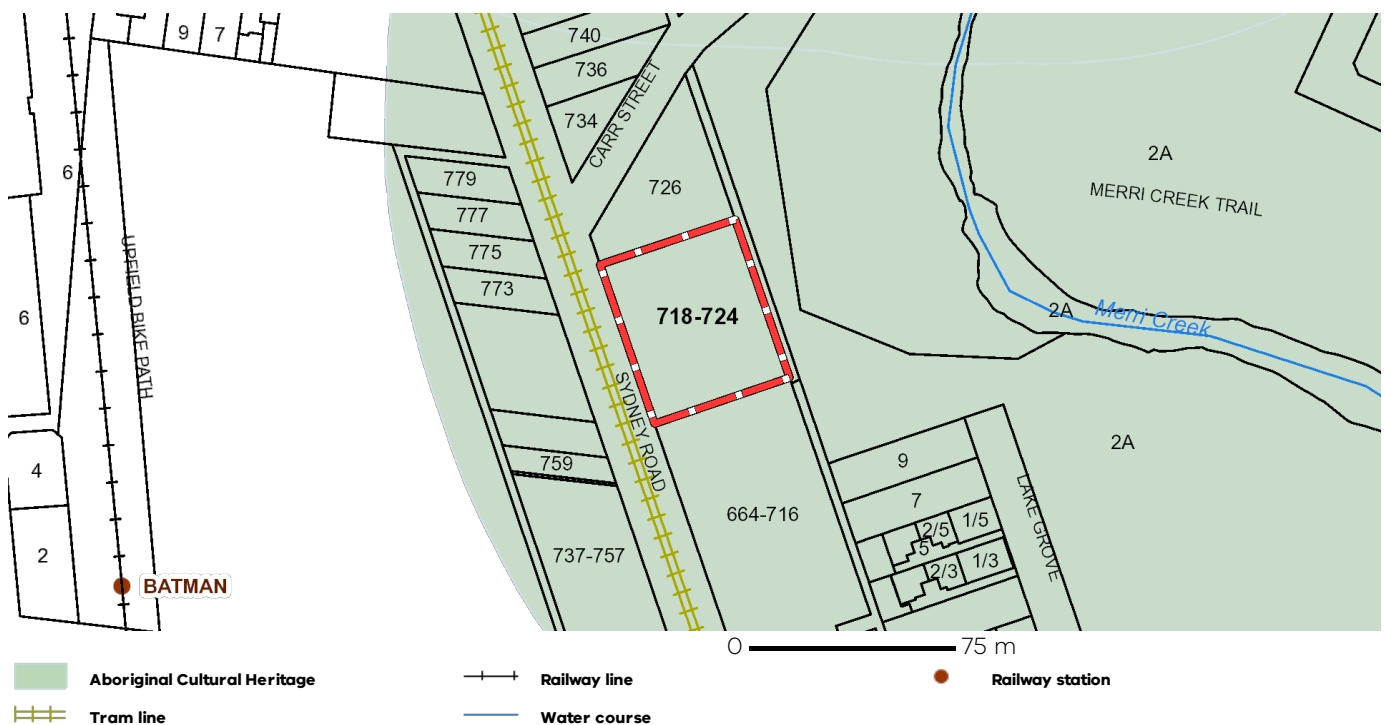 9
7
740
736
734
CARR STREET
779
777
775
773
726
718-724
SYDNEY ROAD
759
737-757
664-716
6
6
UPFIELD BIKE PATH
4
2
BATMAN
2A
MERRI CREEK TRAIL
2A
Merri Creek
2A
9
7
5
2/5
1/5
2/3
1/3
LAKE GROVE
0 75 m
Aboriginal Cultural Heritage
Railway line
Railway station
Tram line
Water course